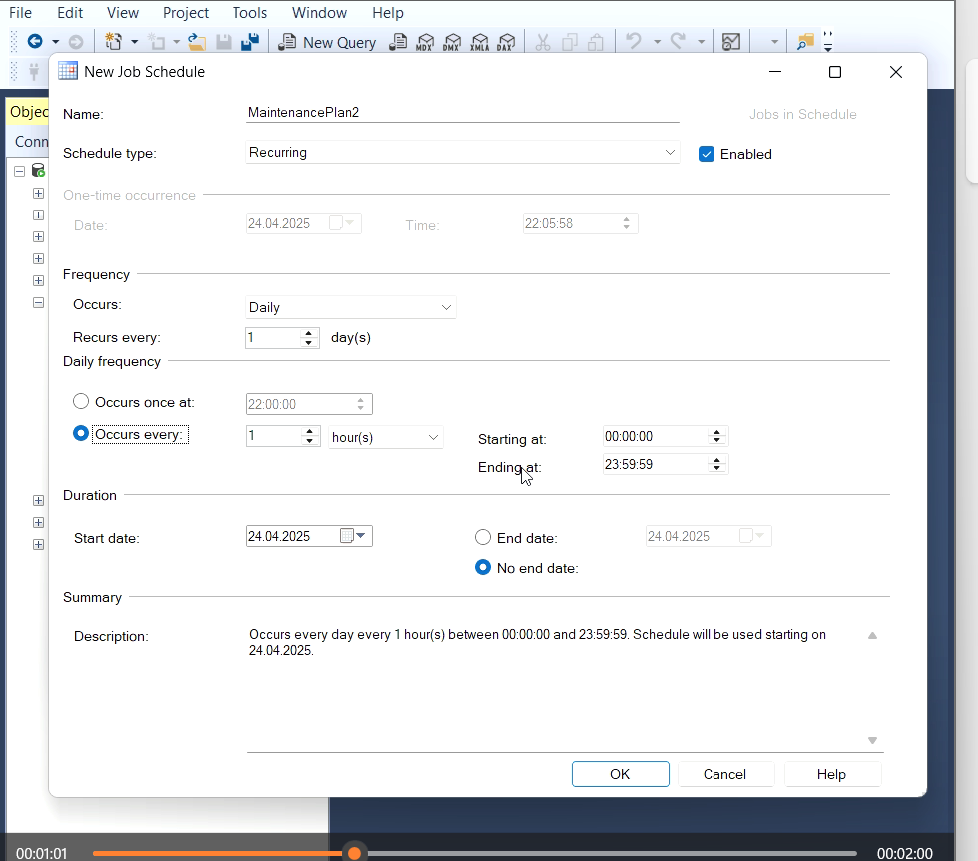 File Edit View Project Tools Window Help
New Query MDX DMX XMLA DAX
New Job Schedule
Objec
Name: MaintenancePlan2 Jobs in Schedule
Conn
Schedule type: Recurring Enabled
One-time occurrence
Date: 24.04.2025 Time: 22:05:58
Frequency
Occurs: Daily
Recurs every: 1 day(s)
Daily frequency
Occurs once at: 22:00:00
Occurs every: 1 hour(s) Starting at: 00:00:00
Ending at: 23:59:59
Duration
Start date: 24.04.2025 End date: 24.04.2025
No end date:
Summary
Description: Occurs every day every 1 hour(s) between 00:00:00 and 23:59:59. Schedule will be used starting on
24.04.2025.
OK Cancel Help
00:01:01 00:02:00